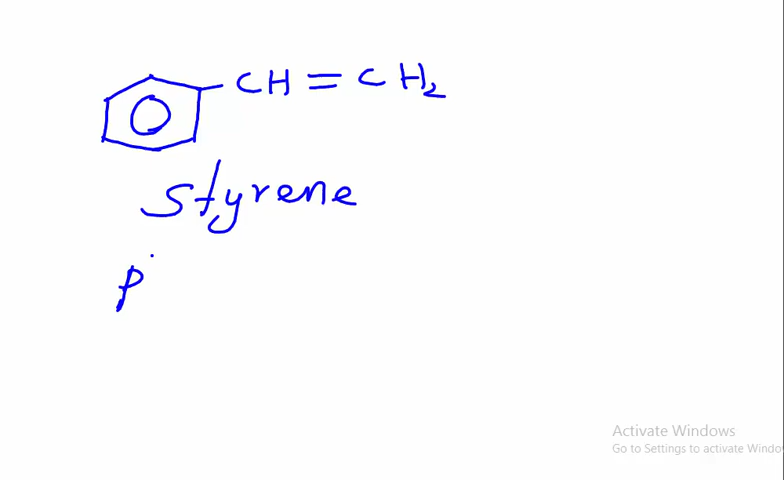 CH=CH₂
styrene
P
Activate Windows
Go to Settings to activate Windo